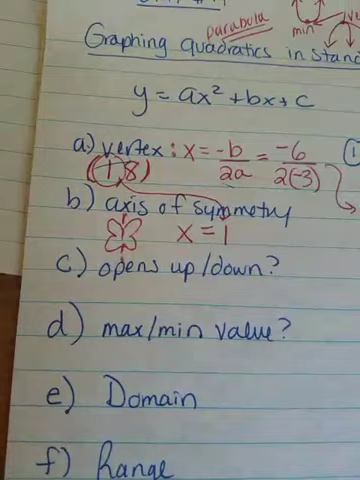 parabola
min
Graphing quadratics in stan
y = ax² + bx + c
a) vertex : x = -b/2a = -6/2(-3)
(1, 8)
b) axis of symmetry
x = 1
c) opens up/down?
d) max/min value?
e) Domain
f) Range